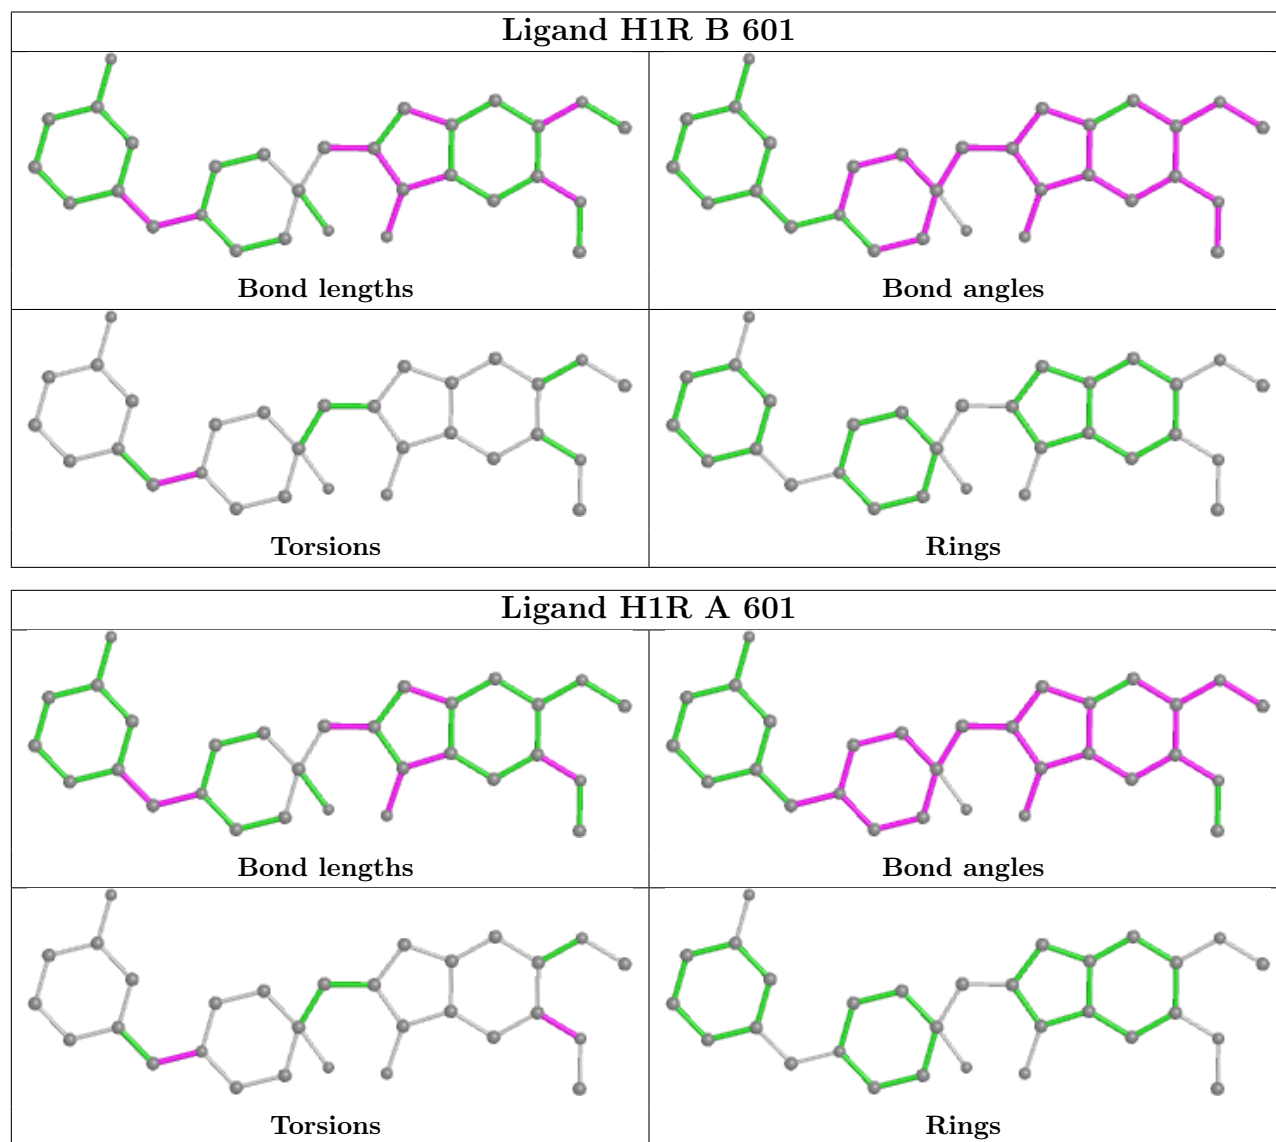 Ligand H1R B 601
Bond lengths
Bond angles
Torsions
Rings
Ligand H1R A 601
Bond lengths
Bond angles
Torsions
Rings